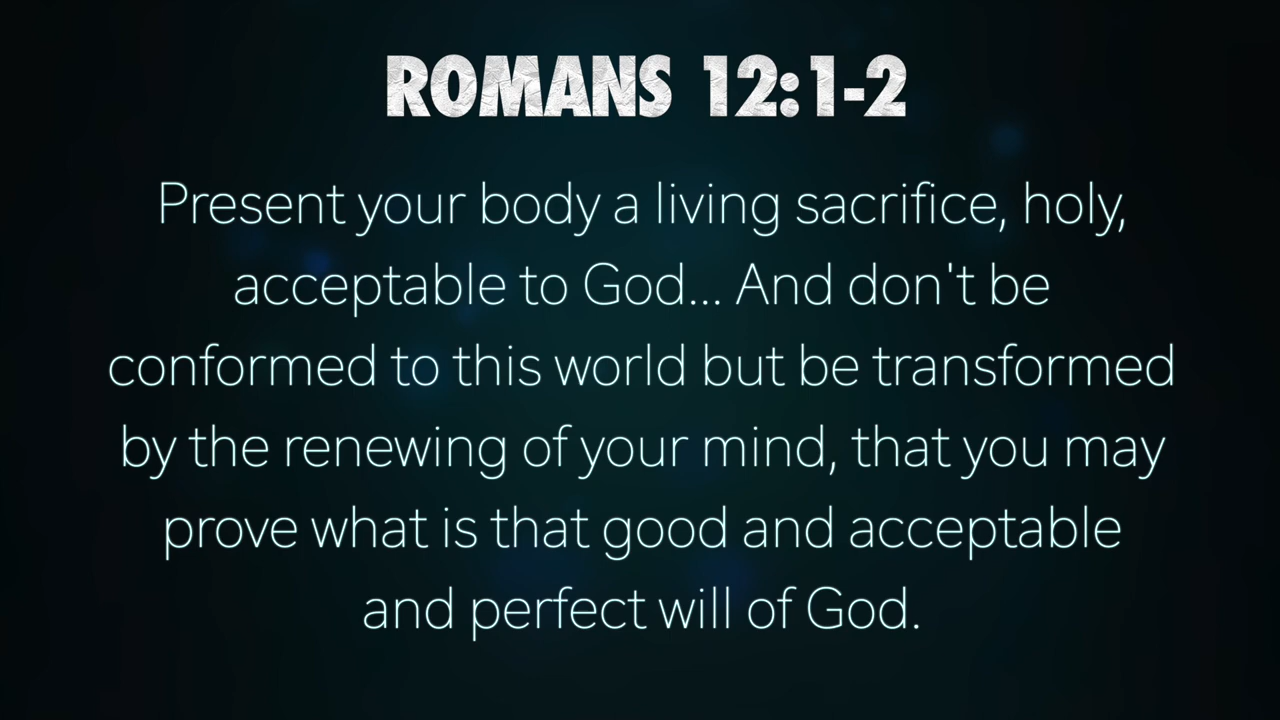 ROMANS 12:1-2
Present your body a living sacrifice, holy,
acceptable to God... And don't be
conformed to this world but be transformed
by the renewing of your mind, that you may
prove what is that good and acceptable
and perfect will of God.